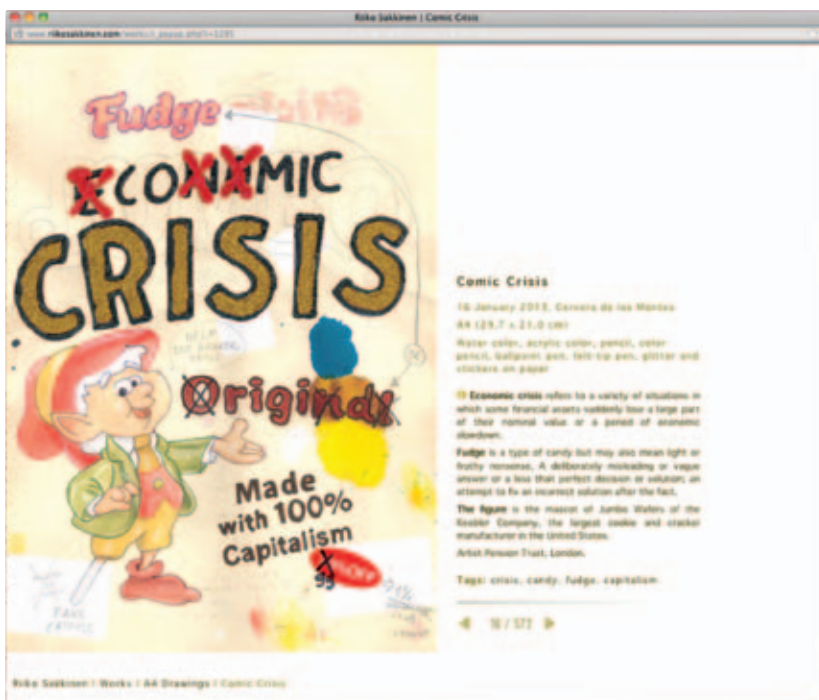 Riiko Sakkinen | Comic Crisis
www.riikosakkinen.com/works/
Fudge
ECONOMIC
CRISIS
Original
Made
with 100%
Capitalism
Comic Crisis
16 January 2013, Cervera de los Montes
A4 (29.7 x 21.0 cm)
Water color, acrylic color, pencil, color
pencil, ballpoint pen, felt-tip pen, glitter and
stickers on paper
Economic crisis refers to a variety of situations in
which some financial assets suddenly lose a large part
of their nominal value or a period of economic
slowdown.
Fudge is a type of candy but may also mean light or
frothy nonsense, A deliberately misleading or vague
answer or a less than perfect decision or solution; an
attempt to fix an incorrect solution after the fact.
The figure is the mascot of Jumbo Wafers of the
Keebler Company, the largest cookie and cracker
manufacturer in the United States.
Artist Pension Trust, London.
Tags: crisis, candy, fudge, capitalism
/ 572
Riiko Sakkinen | Works | A4 Drawings | Comic Crisis